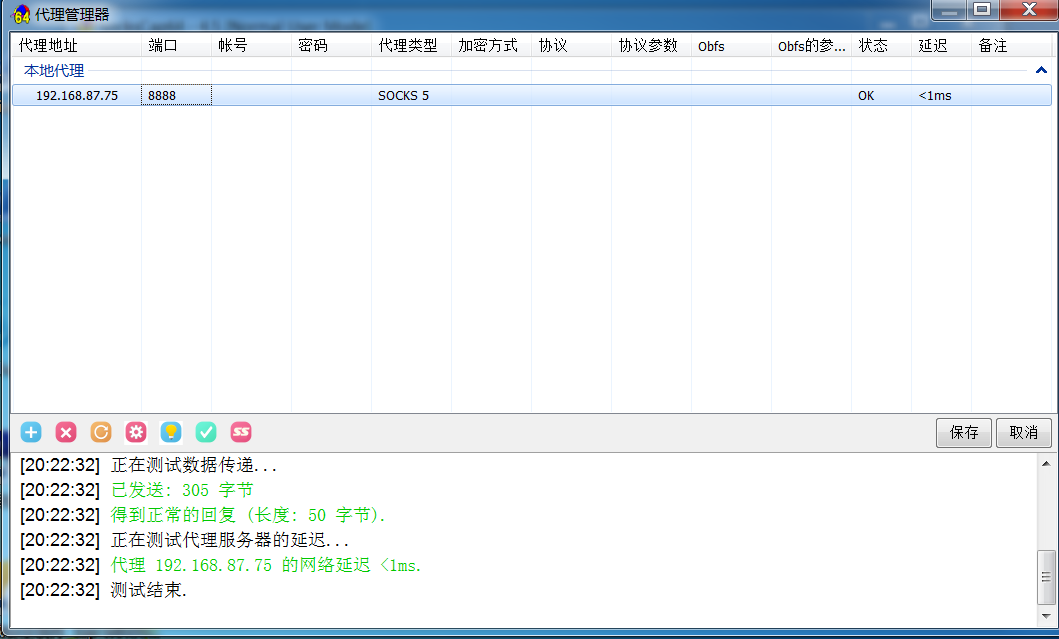 64 代理管理器
代理地址 端口 帐号 密码 代理类型 加密方式 协议 协议参数 Obfs Obfs的参... 状态 延迟 备注
本地代理
192.168.87.75 8888 SOCKS 5 OK <1ms
SS 保存 取消
[20:22:32] 正在测试数据传递...
[20:22:32] 已发送: 305 字节
[20:22:32] 得到正常的回复 (长度: 50 字节).
[20:22:32] 正在测试代理服务器的延迟...
[20:22:32] 代理 192.168.87.75 的网络延迟 <1ms.
[20:22:32] 测试结束.